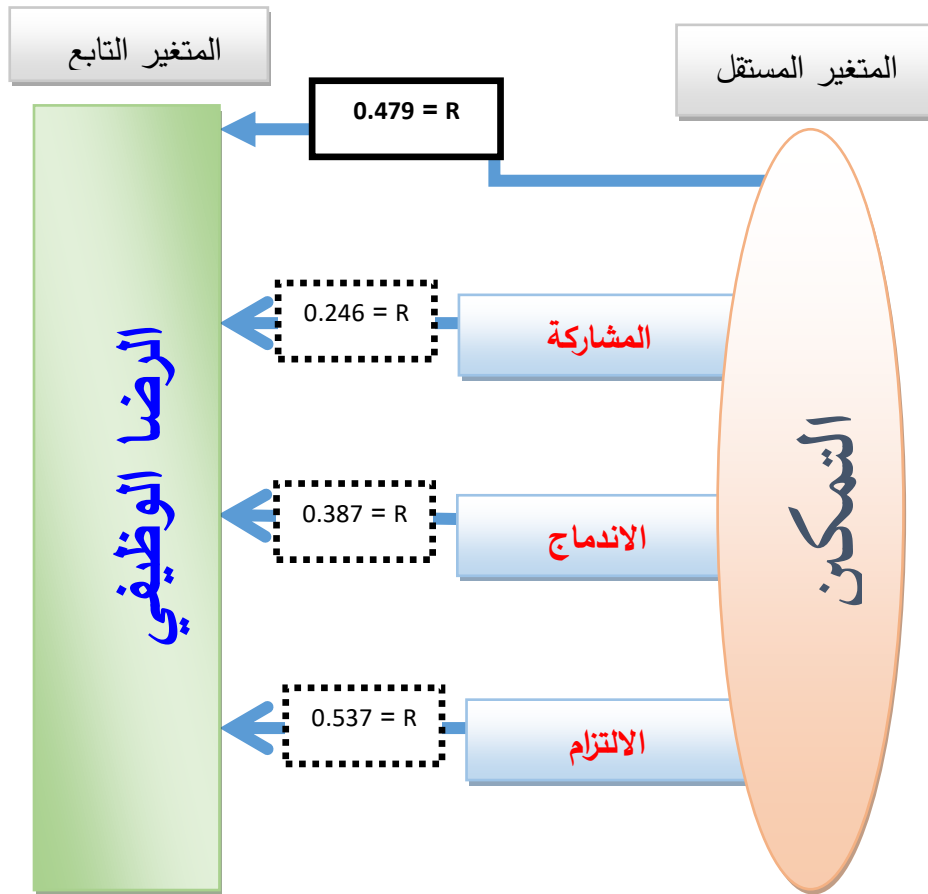 المتغير المستقل
المتغير التابع
0.479 = R
التمكين
المشاركة
0.246 = R
الرضا الوظيفي
الاندماج
0.387 = R
الالتزام
0.537 = R